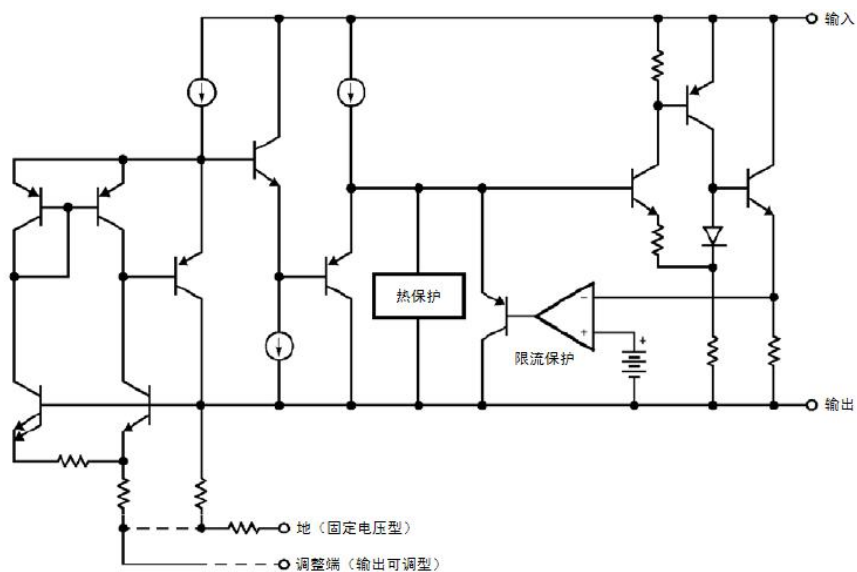 输入
热保护
−
+
+
限流保护
输出
地（固定电压型）
调整端（输出可调型）